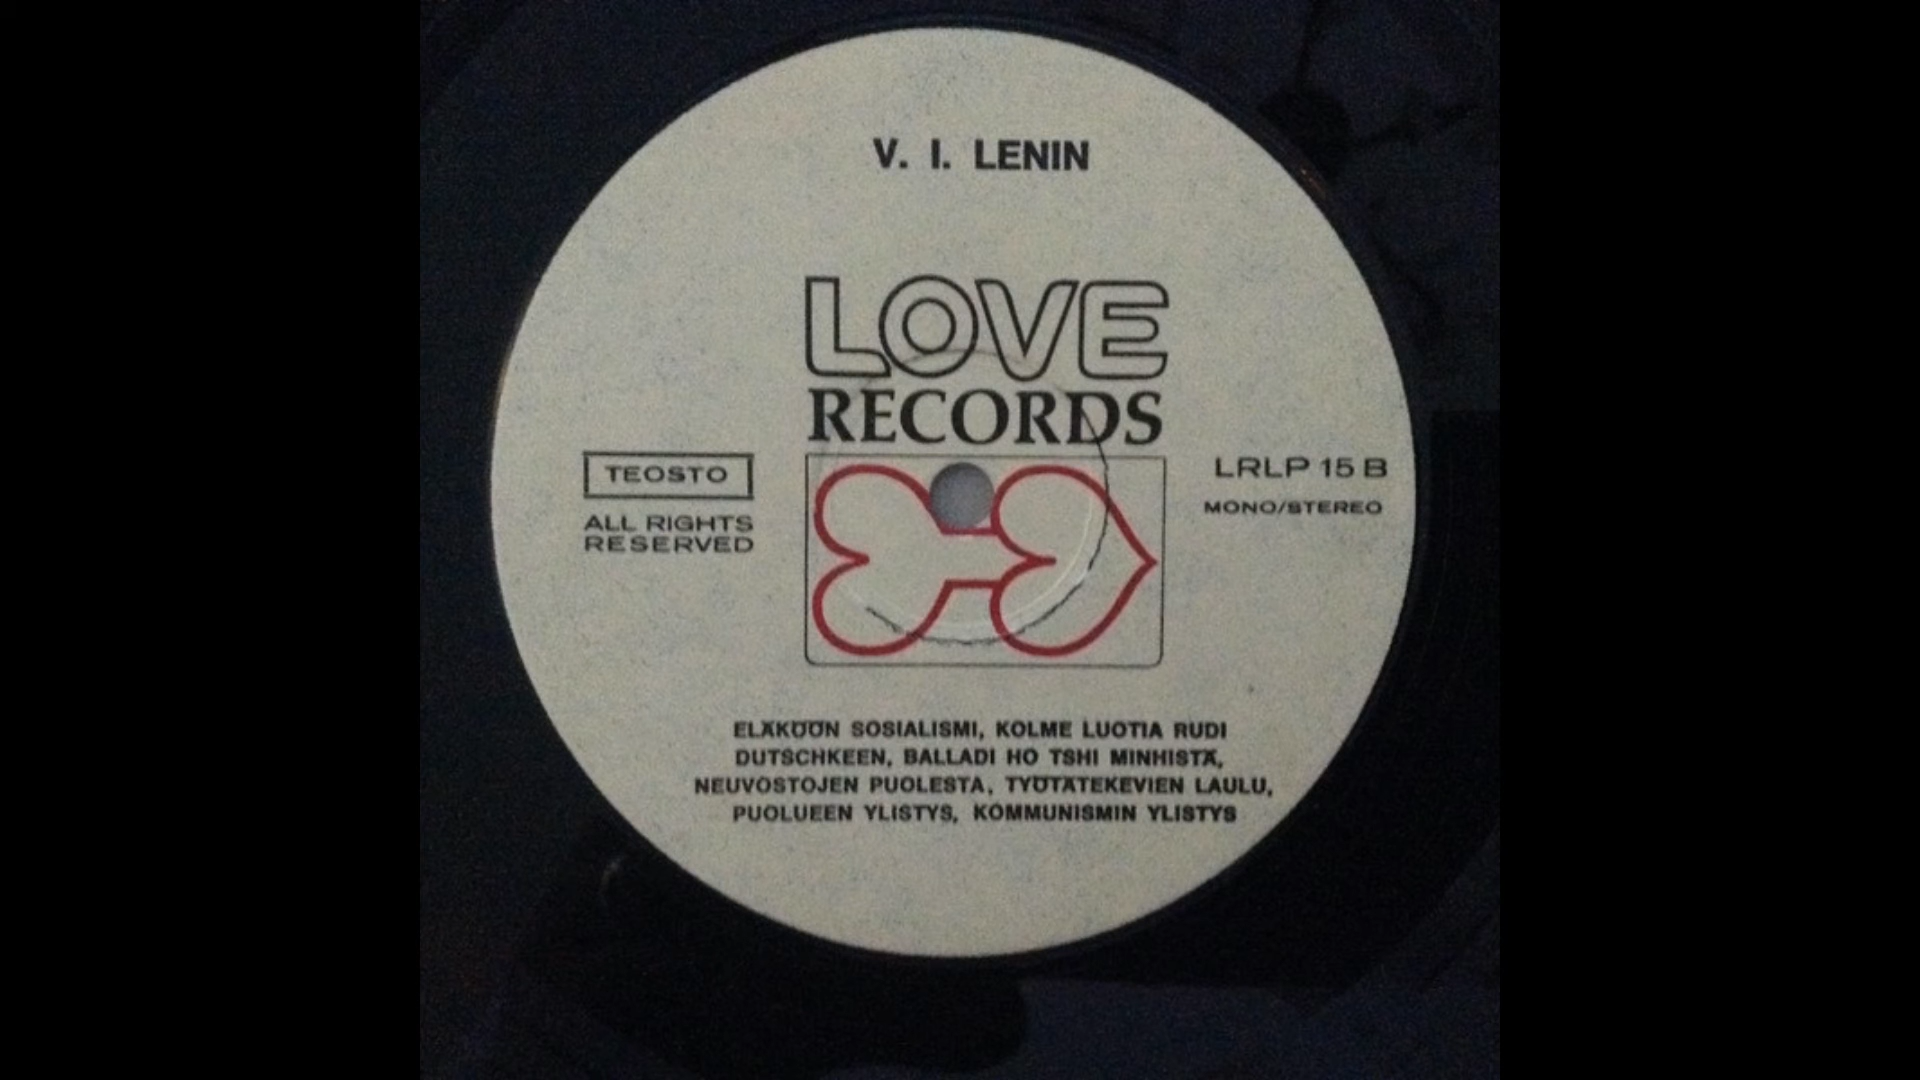 V. I. LENIN
LOVE
RECORDS
TEOSTO
ALL RIGHTS
RESERVED
LRLP 15 B
MONO/STEREO
ELÄKÖÖN SOSIALISMI, KOLME LUOTIA RUDI
DUTSCHKEEN, BALLADI HO TSHI MINHISTÄ,
NEUVOSTOJEN PUOLESTA, TYÖTÄTEKEVIEN LAULU,
PUOLUEEN YLISTYS, KOMMUNISMIN YLISTYS